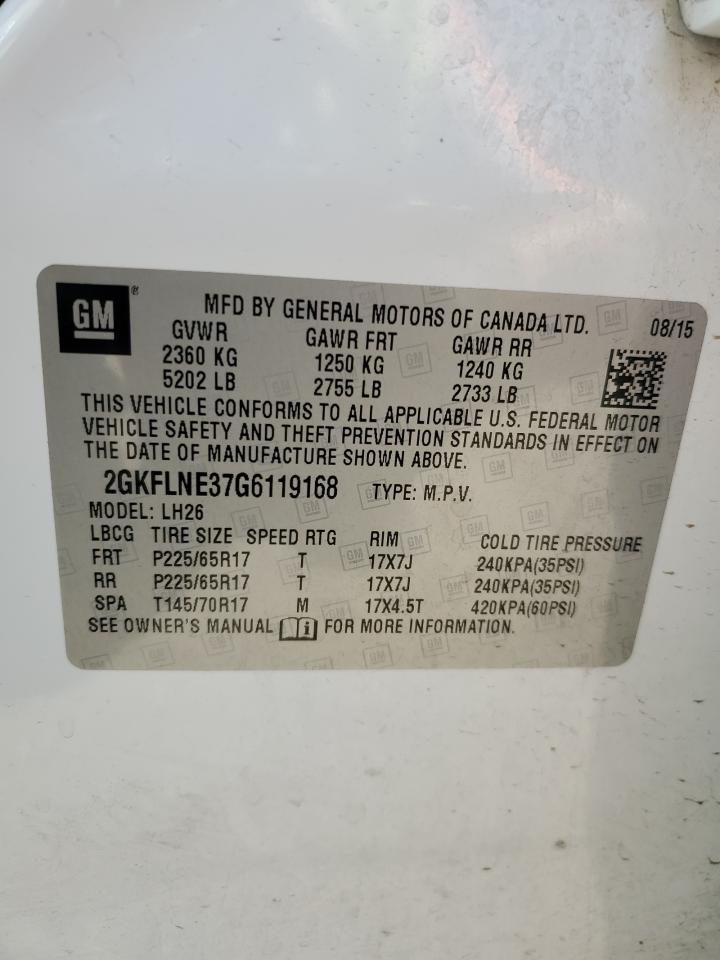 GM ®
MFD BY GENERAL MOTORS OF CANADA LTD. 08/15
GVWR GAWR FRT GAWR RR
2360 KG 1250 KG 1240 KG
5202 LB 2755 LB 2733 LB
THIS VEHICLE CONFORMS TO ALL APPLICABLE U.S. FEDERAL MOTOR
VEHICLE SAFETY AND THEFT PREVENTION STANDARDS IN EFFECT ON
THE DATE OF MANUFACTURE SHOWN ABOVE.
2GKFLNE37G6119168 TYPE: M.P.V.
MODEL: LH26
LBCG TIRE SIZE SPEED RTG RIM COLD TIRE PRESSURE
FRT P225/65R17 T 17X7J 240KPA(35PSI)
RR P225/65R17 T 17X7J 240KPA(35PSI)
SPA T145/70R17 M 17X4.5T 420KPA(60PSI)
SEE OWNER'S MANUAL i FOR MORE INFORMATION.